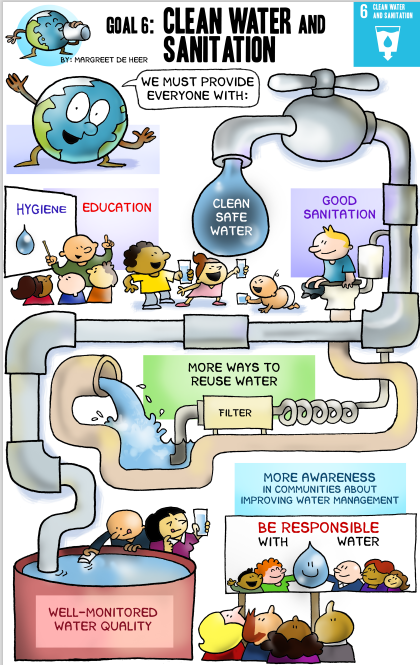 GOAL 6: CLEAN WATER AND
SANITATION
BY: MARGREET DE HEER
6 CLEAN WATER
AND SANITATION
WE MUST PROVIDE
EVERYONE WITH:
CLEAN
SAFE
WATER
HYGIENE
EDUCATION
GOOD
SANITATION
MORE WAYS TO
REUSE WATER
FILTER
MORE AWARENESS
IN COMMUNITIES ABOUT
IMPROVING WATER MANAGEMENT
BE RESPONSIBLE
WITH WATER
WELL-MONITORED
WATER QUALITY